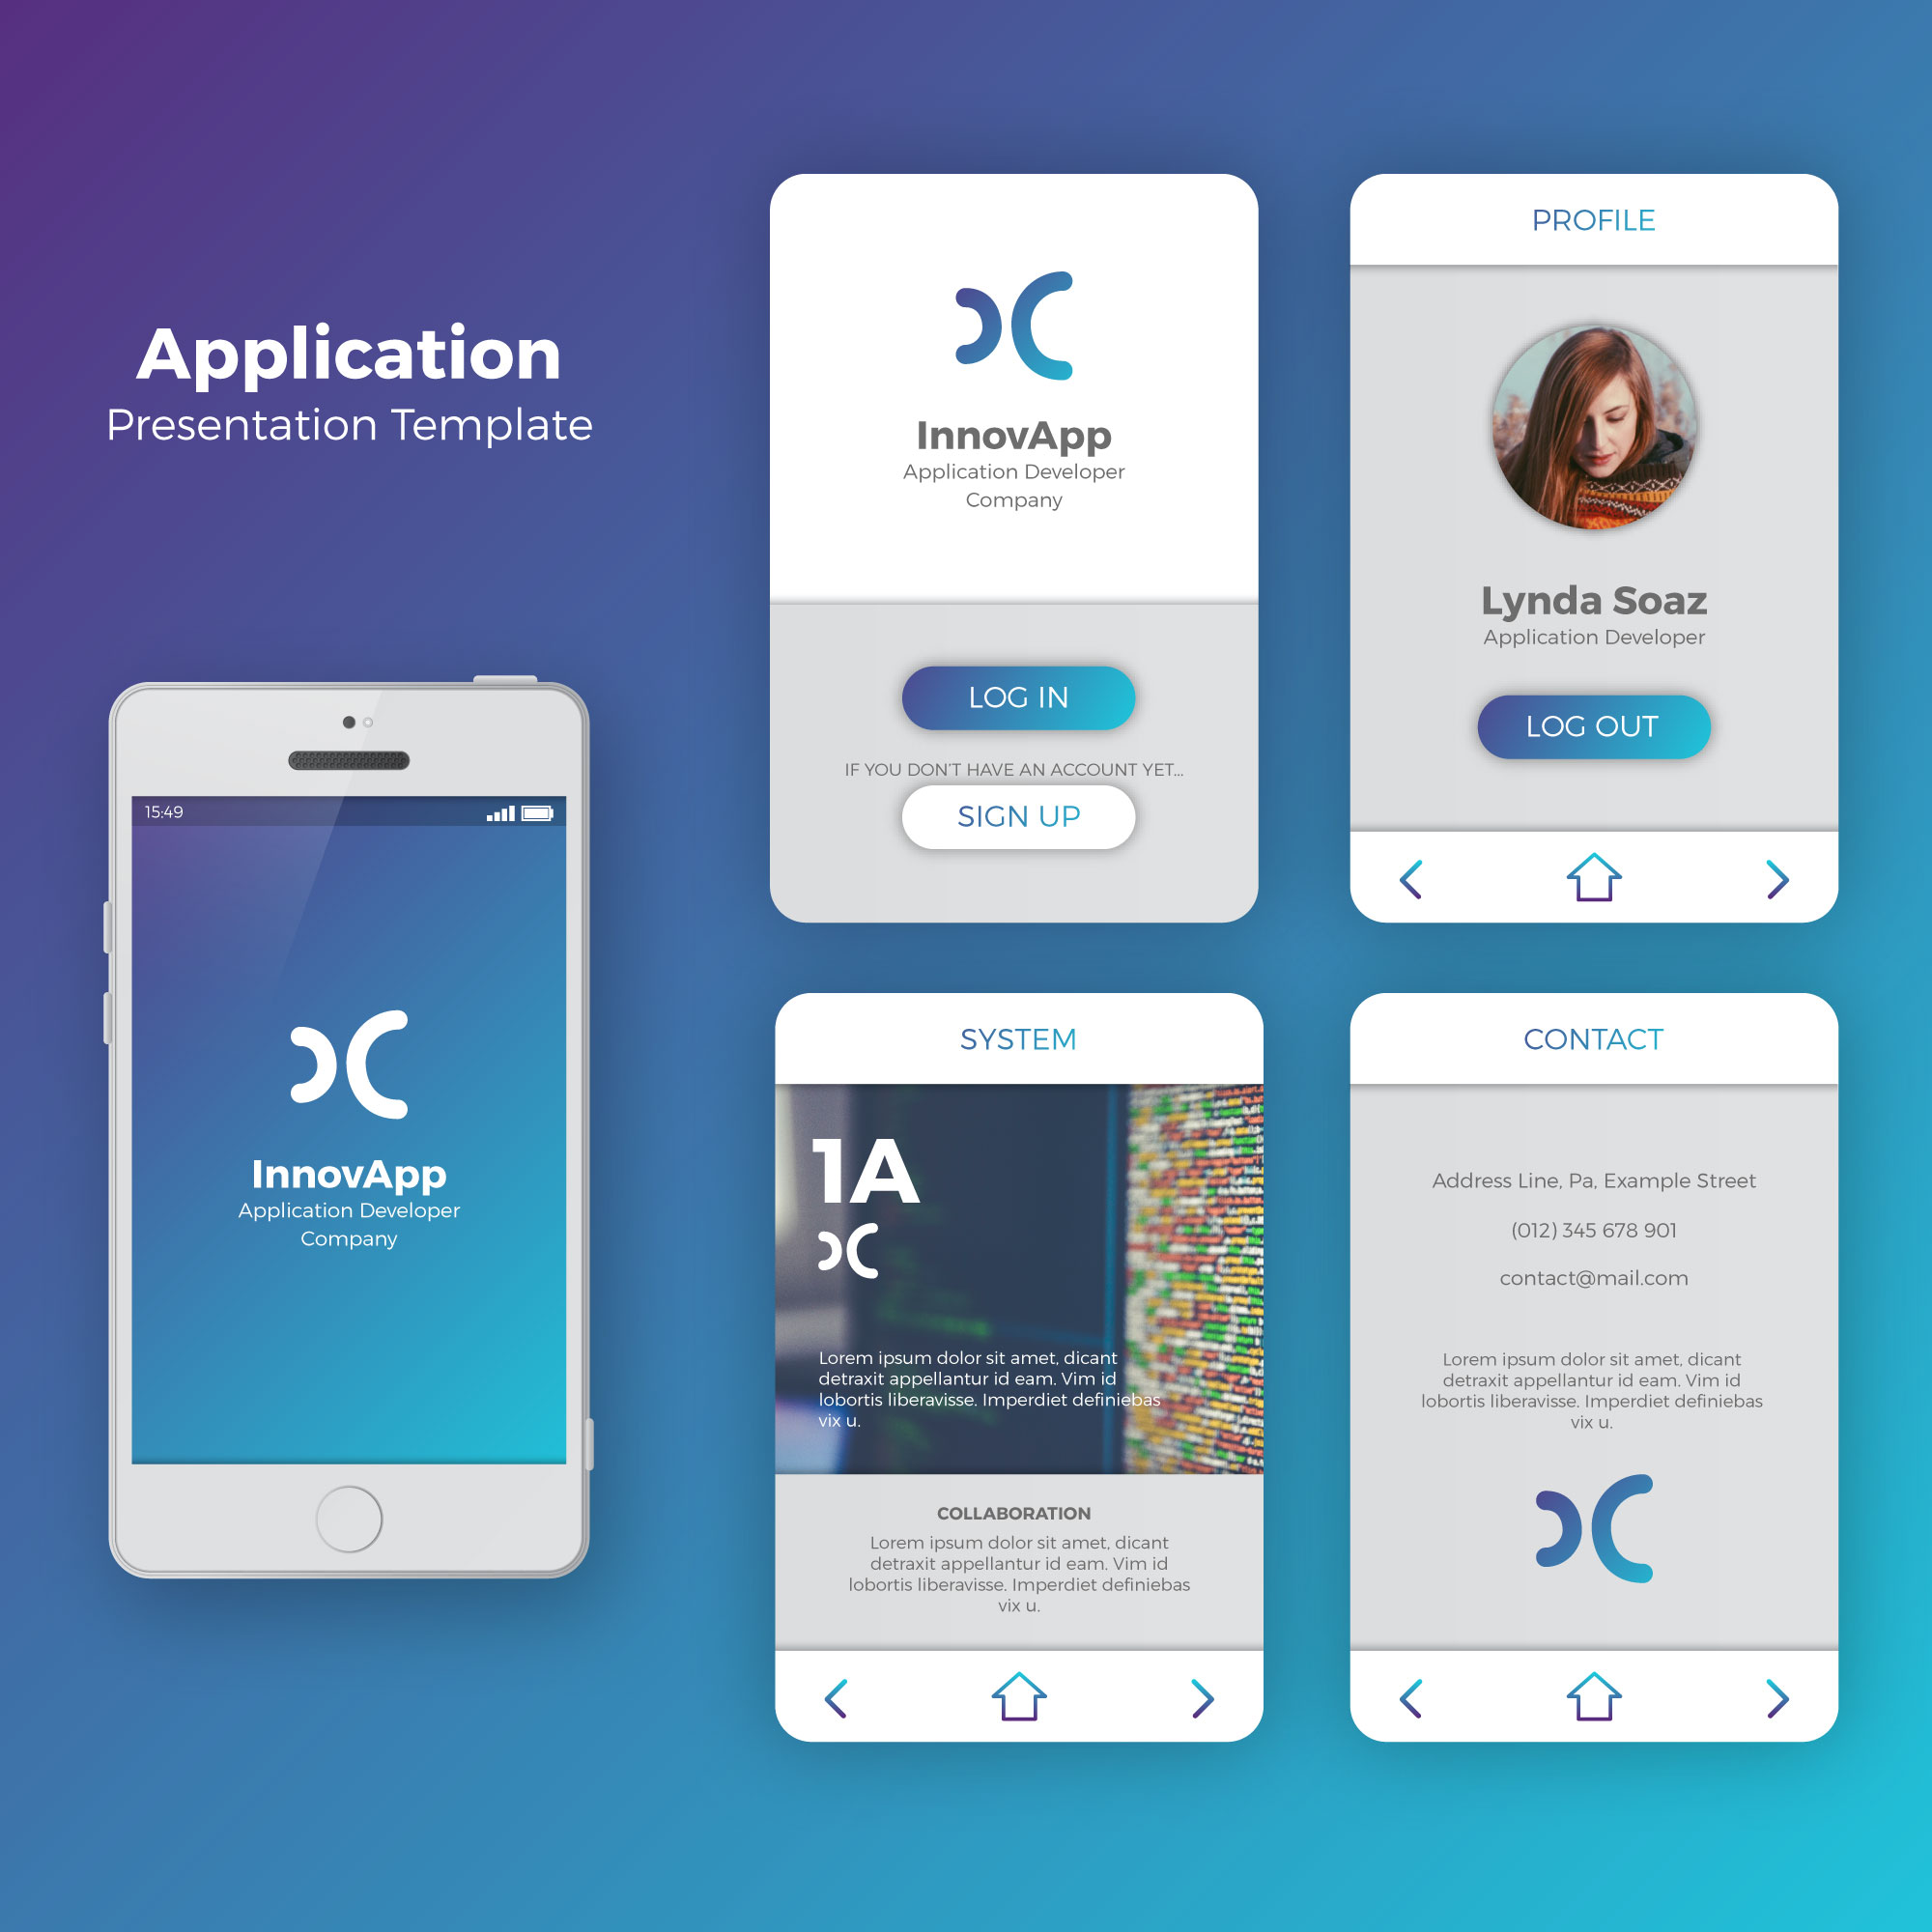 Application
Presentation Template
15:49
InnovApp
Application Developer
Company
InnovApp
Application Developer
Company
LOG IN
IF YOU DON'T HAVE AN ACCOUNT YET...
SIGN UP
PROFILE
Lynda Soaz
Application Developer
LOG OUT
SYSTEM
1A
Lorem ipsum dolor sit amet, dicant
detraxit appellantur id eam. Vim id
lobortis liberavisse. Imperdiet definiebas
vix u.
COLLABORATION
Lorem ipsum dolor sit amet, dicant
detraxit appellantur id eam. Vim id
lobortis liberavisse. Imperdiet definiebas
vix u.
CONTACT
Address Line, Pa, Example Street
(012) 345 678 901
contact@mail.com
Lorem ipsum dolor sit amet, dicant
detraxit appellantur id eam. Vim id
lobortis liberavisse. Imperdiet definiebas
vix u.